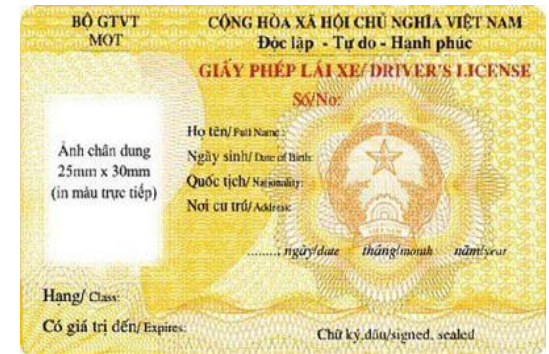 BỘ GTVT
MOT
CỘNG HÒA XÃ HỘI CHỦ NGHĨA VIỆT NAM
Độc lập - Tự do - Hạnh phúc
GIẤY PHÉP LÁI XE/ DRIVER'S LICENSE
Số/No:
Ảnh chân dung
25mm x 30mm
(in màu trực tiếp)
Họ tên/ Full Name:
Ngày sinh/ Date of Birth:
Quốc tịch/ Nationality:
Nơi cư trú/ Address:
......... ngày/date tháng/month năm/year
Hạng/ Class:
Có giá trị đến/ Expires:
Chữ ký,dấu/signed, sealed